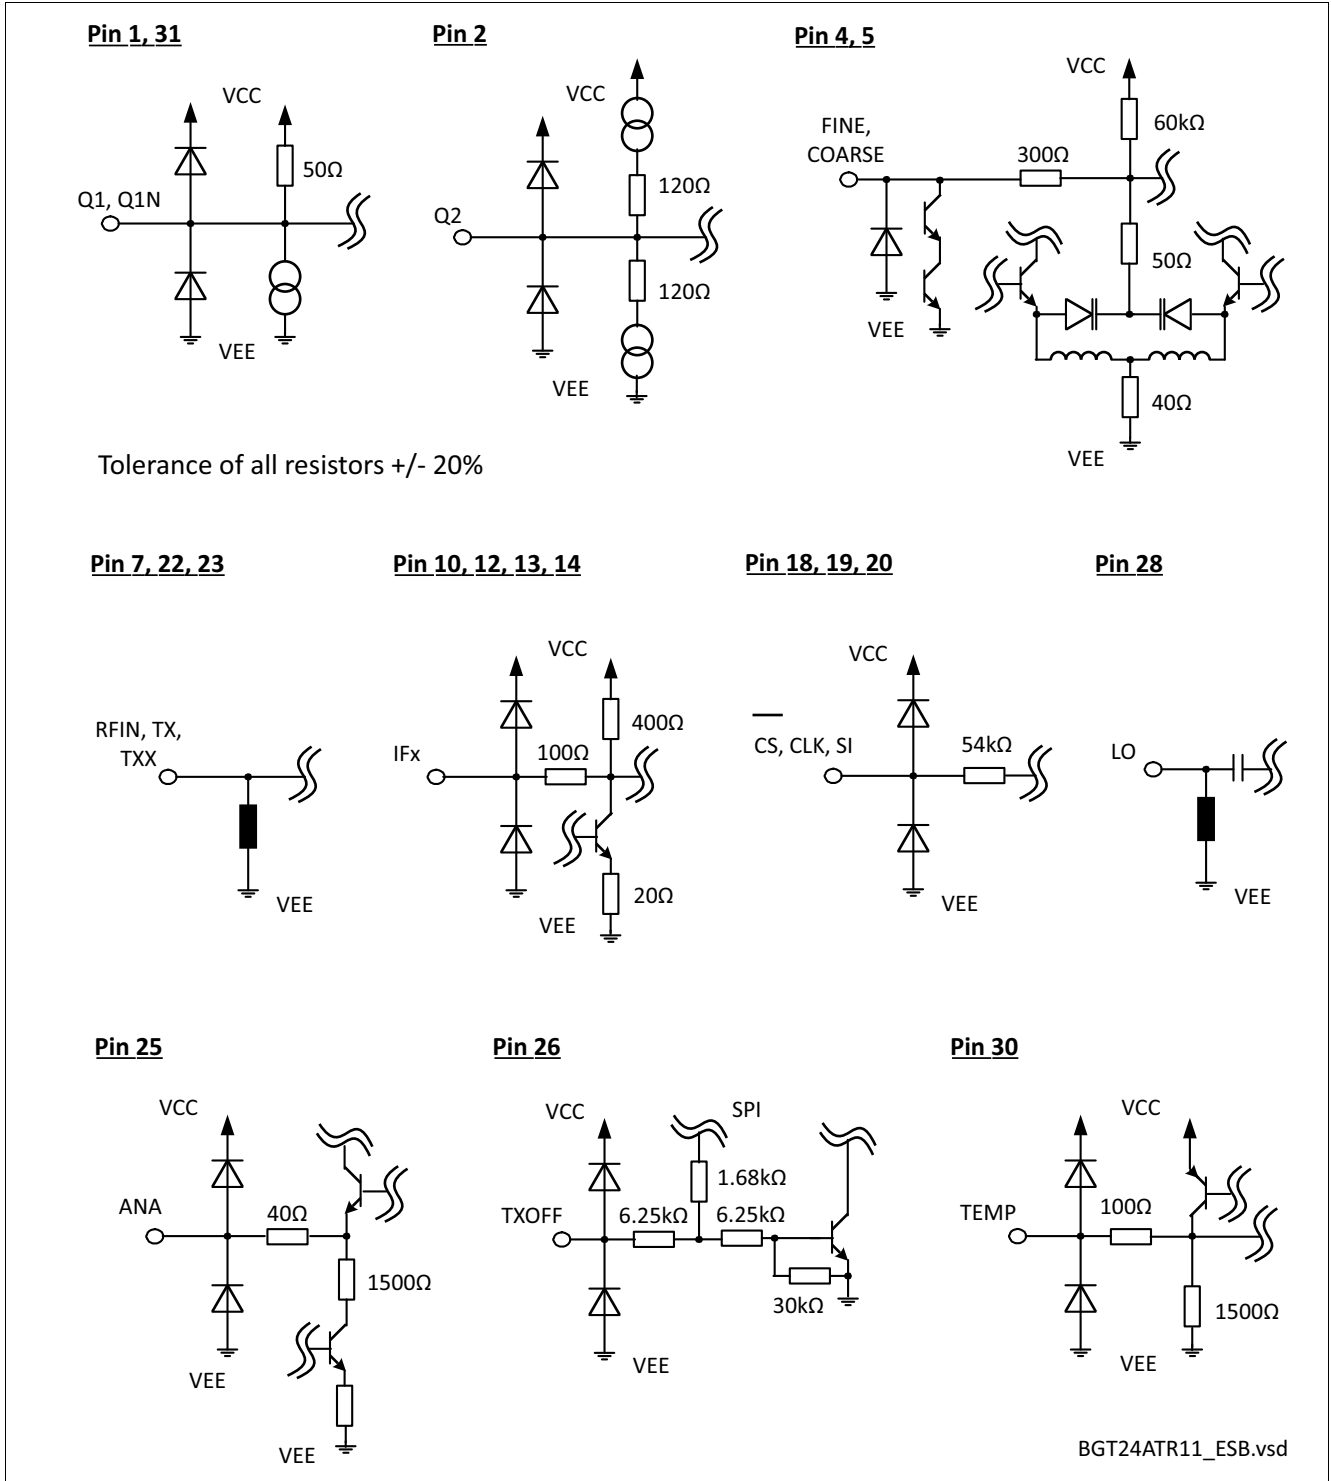 Pin 1, 31
Pin 2
Pin 4, 5
VCC
50Ω
Q1, Q1N
VEE
VCC
120Ω
Q2
120Ω
VEE
VCC
FINE,
COARSE
60kΩ
300Ω
50Ω
VEE
40Ω
VEE
Tolerance of all resistors +/- 20%
Pin 7, 22, 23
Pin 10, 12, 13, 14
Pin 18, 19, 20
Pin 28
RFIN, TX,
TXX
VEE
VCC
400Ω
100Ω
IFx
20Ω
VEE
VCC
CS, CLK, SI
54kΩ
VEE
LO
VEE
Pin 25
Pin 26
Pin 30
VCC
ANA
40Ω
1500Ω
VEE
VEE
VCC
SPI
1.68kΩ
TXOFF
6.25kΩ
6.25kΩ
30kΩ
VEE
VCC
TEMP
100Ω
1500Ω
VEE
BGT24ATR11_ESB.vsd